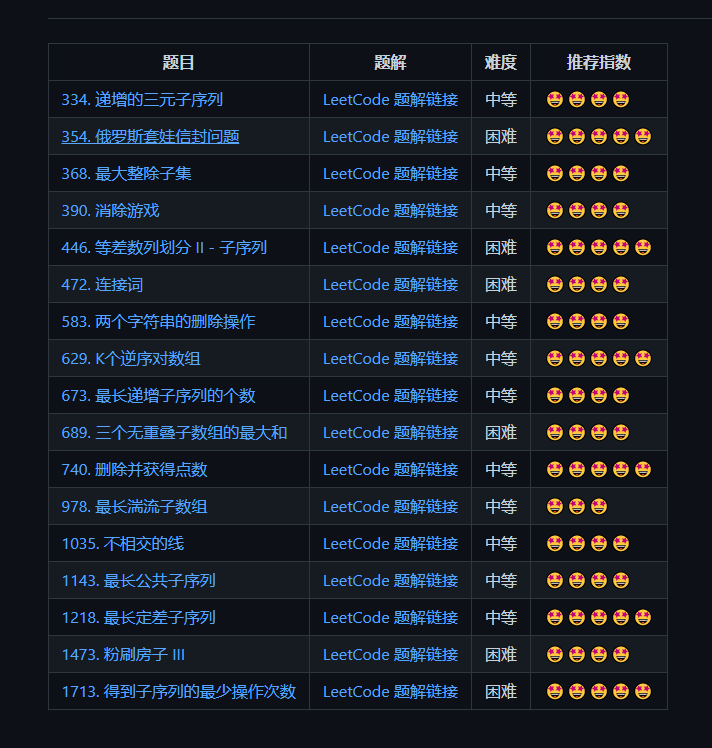 题目 题解 难度 推荐指数
334. 递增的三元子序列 LeetCode 题解链接 中等 🤩🤩🤩🤩
354. 俄罗斯套娃信封问题 LeetCode 题解链接 困难 🤩🤩🤩🤩🤩
368. 最大整除子集 LeetCode 题解链接 中等 🤩🤩🤩🤩
390. 消除游戏 LeetCode 题解链接 中等 🤩🤩🤩🤩
446. 等差数列划分 II - 子序列 LeetCode 题解链接 困难 🤩🤩🤩🤩🤩
472. 连接词 LeetCode 题解链接 困难 🤩🤩🤩🤩
583. 两个字符串的删除操作 LeetCode 题解链接 中等 🤩🤩🤩🤩
629. K个逆序对数组 LeetCode 题解链接 中等 🤩🤩🤩🤩🤩
673. 最长递增子序列的个数 LeetCode 题解链接 中等 🤩🤩🤩🤩
689. 三个无重叠子数组的最大和 LeetCode 题解链接 困难 🤩🤩🤩🤩
740. 删除并获得点数 LeetCode 题解链接 中等 🤩🤩🤩🤩🤩
978. 最长湍流子数组 LeetCode 题解链接 中等 🤩🤩🤩
1035. 不相交的线 LeetCode 题解链接 中等 🤩🤩🤩🤩
1143. 最长公共子序列 LeetCode 题解链接 中等 🤩🤩🤩🤩
1218. 最长定差子序列 LeetCode 题解链接 中等 🤩🤩🤩🤩🤩
1473. 粉刷房子 III LeetCode 题解链接 困难 🤩🤩🤩🤩
1713. 得到子序列的最少操作次数 LeetCode 题解链接 困难 🤩🤩🤩🤩🤩